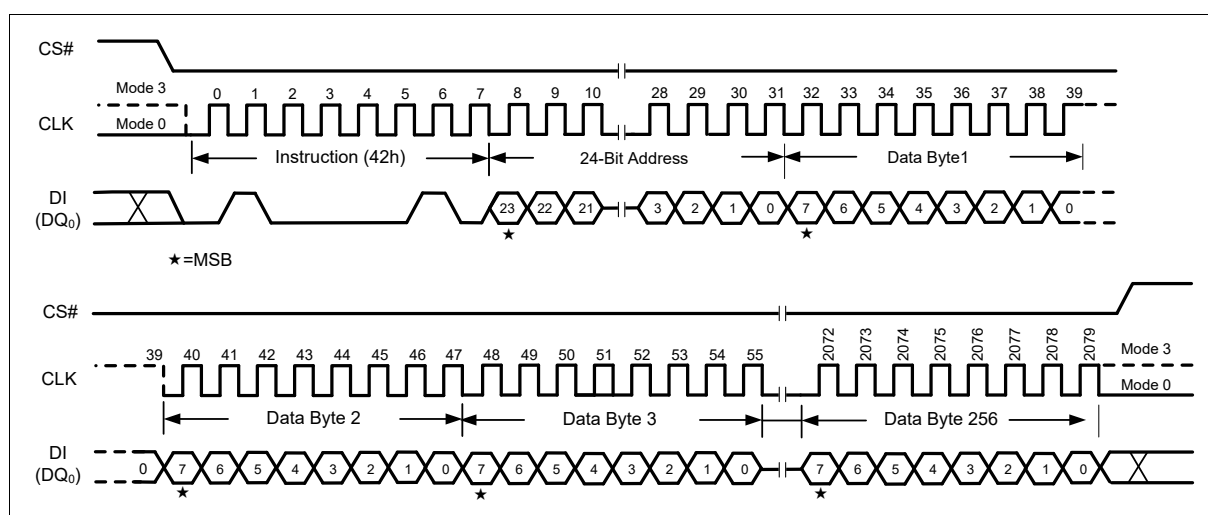 CS#
Mode 3
0 1 2 3 4 5 6 7 8 9 10 28 29 30 31 32 33 34 35 36 37 38 39
CLK
Mode 0
Instruction (42h) 24-Bit Address Data Byte1
DI
(DQ0)
23 22 21 3 2 1 0 7 6 5 4 3 2 1 0
★ ★
★=MSB
CS#
39 40 41 42 43 44 45 46 47 48 49 50 51 52 53 54 55 2072 2073 2074 2075 2076 2077 2078 2079
Mode 3
CLK
Mode 0
Data Byte 2 Data Byte 3 Data Byte 256
DI
(DQ0)
0 7 6 5 4 3 2 1 0 7 6 5 4 3 2 1 0 7 6 5 4 3 2 1 0
★ ★ ★